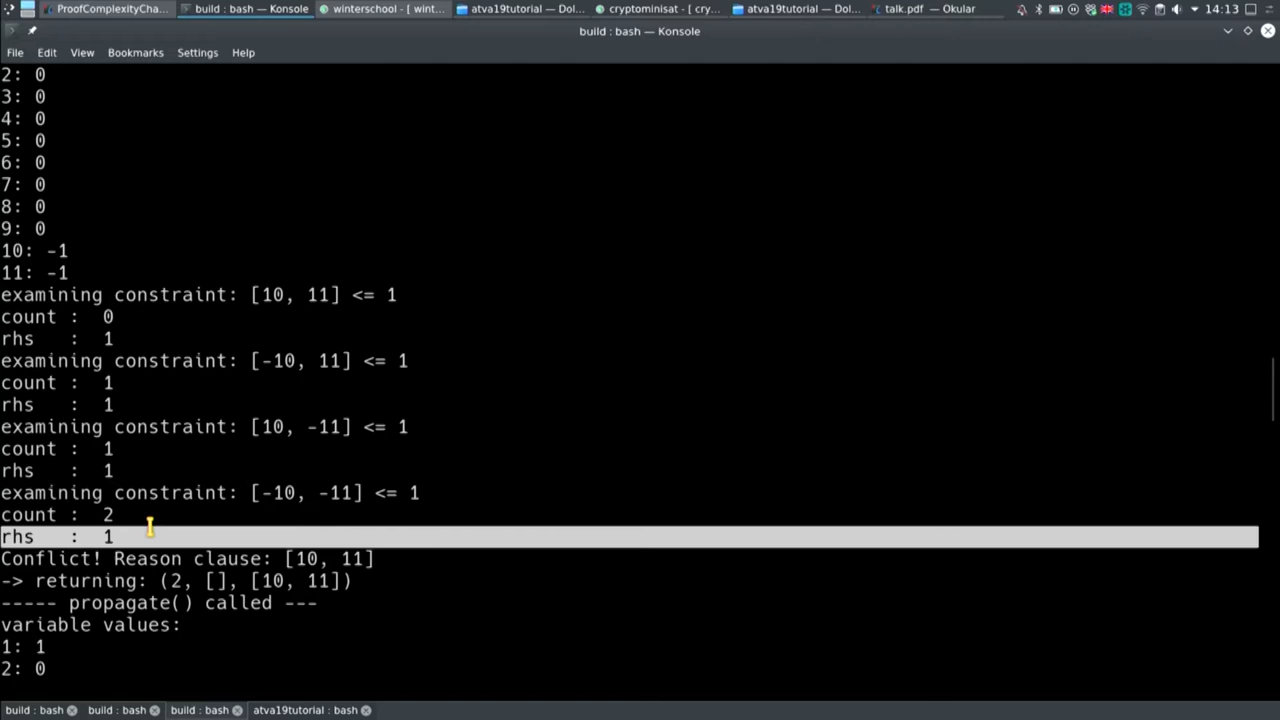 ProofComplexityCha... build : bash — Konsole winterschool - [ wint... atva19tutorial — Dol... cryptominisat - [ cry... atva19tutorial — Dol... talk.pdf — Okular 14:13
build : bash — Konsole
File Edit View Bookmarks Settings Help
2: 0
3: 0
4: 0
5: 0
6: 0
7: 0
8: 0
9: 0
10: -1
11: -1
examining constraint: [10, 11] <= 1
count :  0
rhs   :  1
examining constraint: [-10, 11] <= 1
count :  1
rhs   :  1
examining constraint: [10, -11] <= 1
count :  1
rhs   :  1
examining constraint: [-10, -11] <= 1
count :  2
rhs   :  1
Conflict! Reason clause: [10, 11]
-> returning: (2, [], [10, 11])
----- propagate() called ---
variable values:
1: 1
2: 0
build : bash build : bash build : bash atva19tutorial : bash